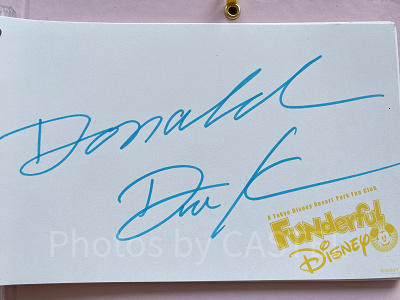 Donald
Duck
A Tokyo Disney Resort Park Fan Club
FUNderful
DISNEY
Photos by CAS